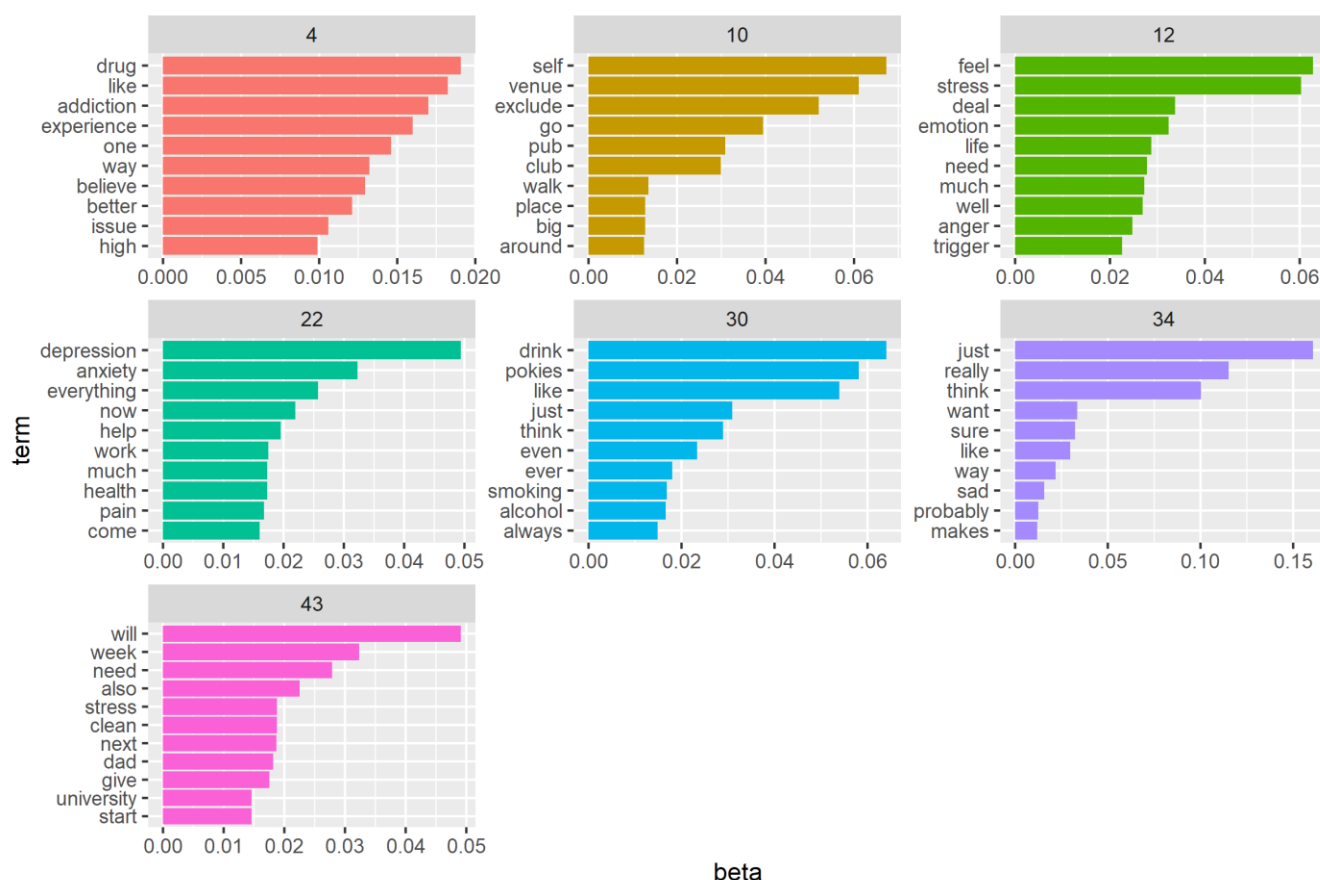 4
drug
like
addiction
experience
one
way
believe
better
issue
high
0.000 0.005 0.010 0.015 0.020
10
self
venue
exclude
go
pub
club
walk
place
big
around
0.00 0.02 0.04 0.06
12
feel
stress
deal
emotion
life
need
much
well
anger
trigger
0.00 0.02 0.04 0.06
22
depression
anxiety
everything
now
help
work
much
health
pain
come
0.00 0.01 0.02 0.03 0.04 0.05
30
drink
pokies
like
just
think
even
ever
smoking
alcohol
always
0.00 0.02 0.04 0.06
34
just
really
think
want
sure
like
way
sad
probably
makes
0.00 0.05 0.10 0.15
43
will
week
need
also
stress
clean
next
dad
give
university
start
0.00 0.01 0.02 0.03 0.04 0.05
term
beta